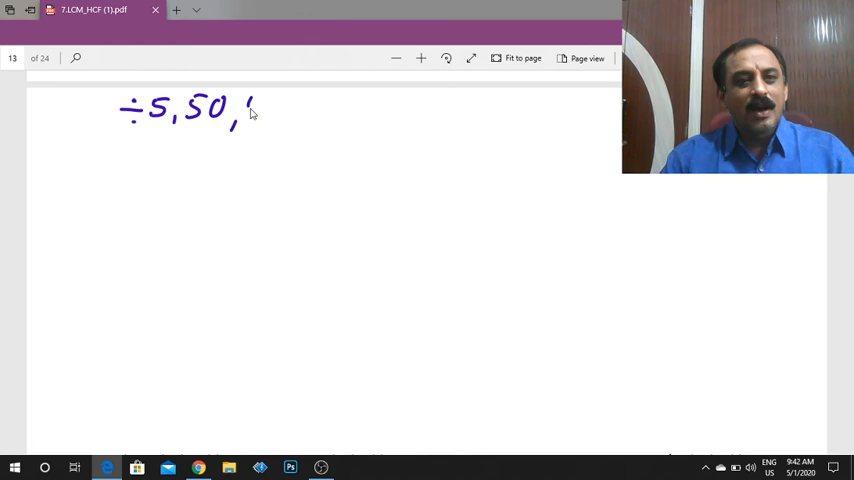 7.LCM_HCF (1).pdf
13 of 24 Fit to page Page view
÷5,50,
Ps
ENG 9:42 AM
US 5/1/2020